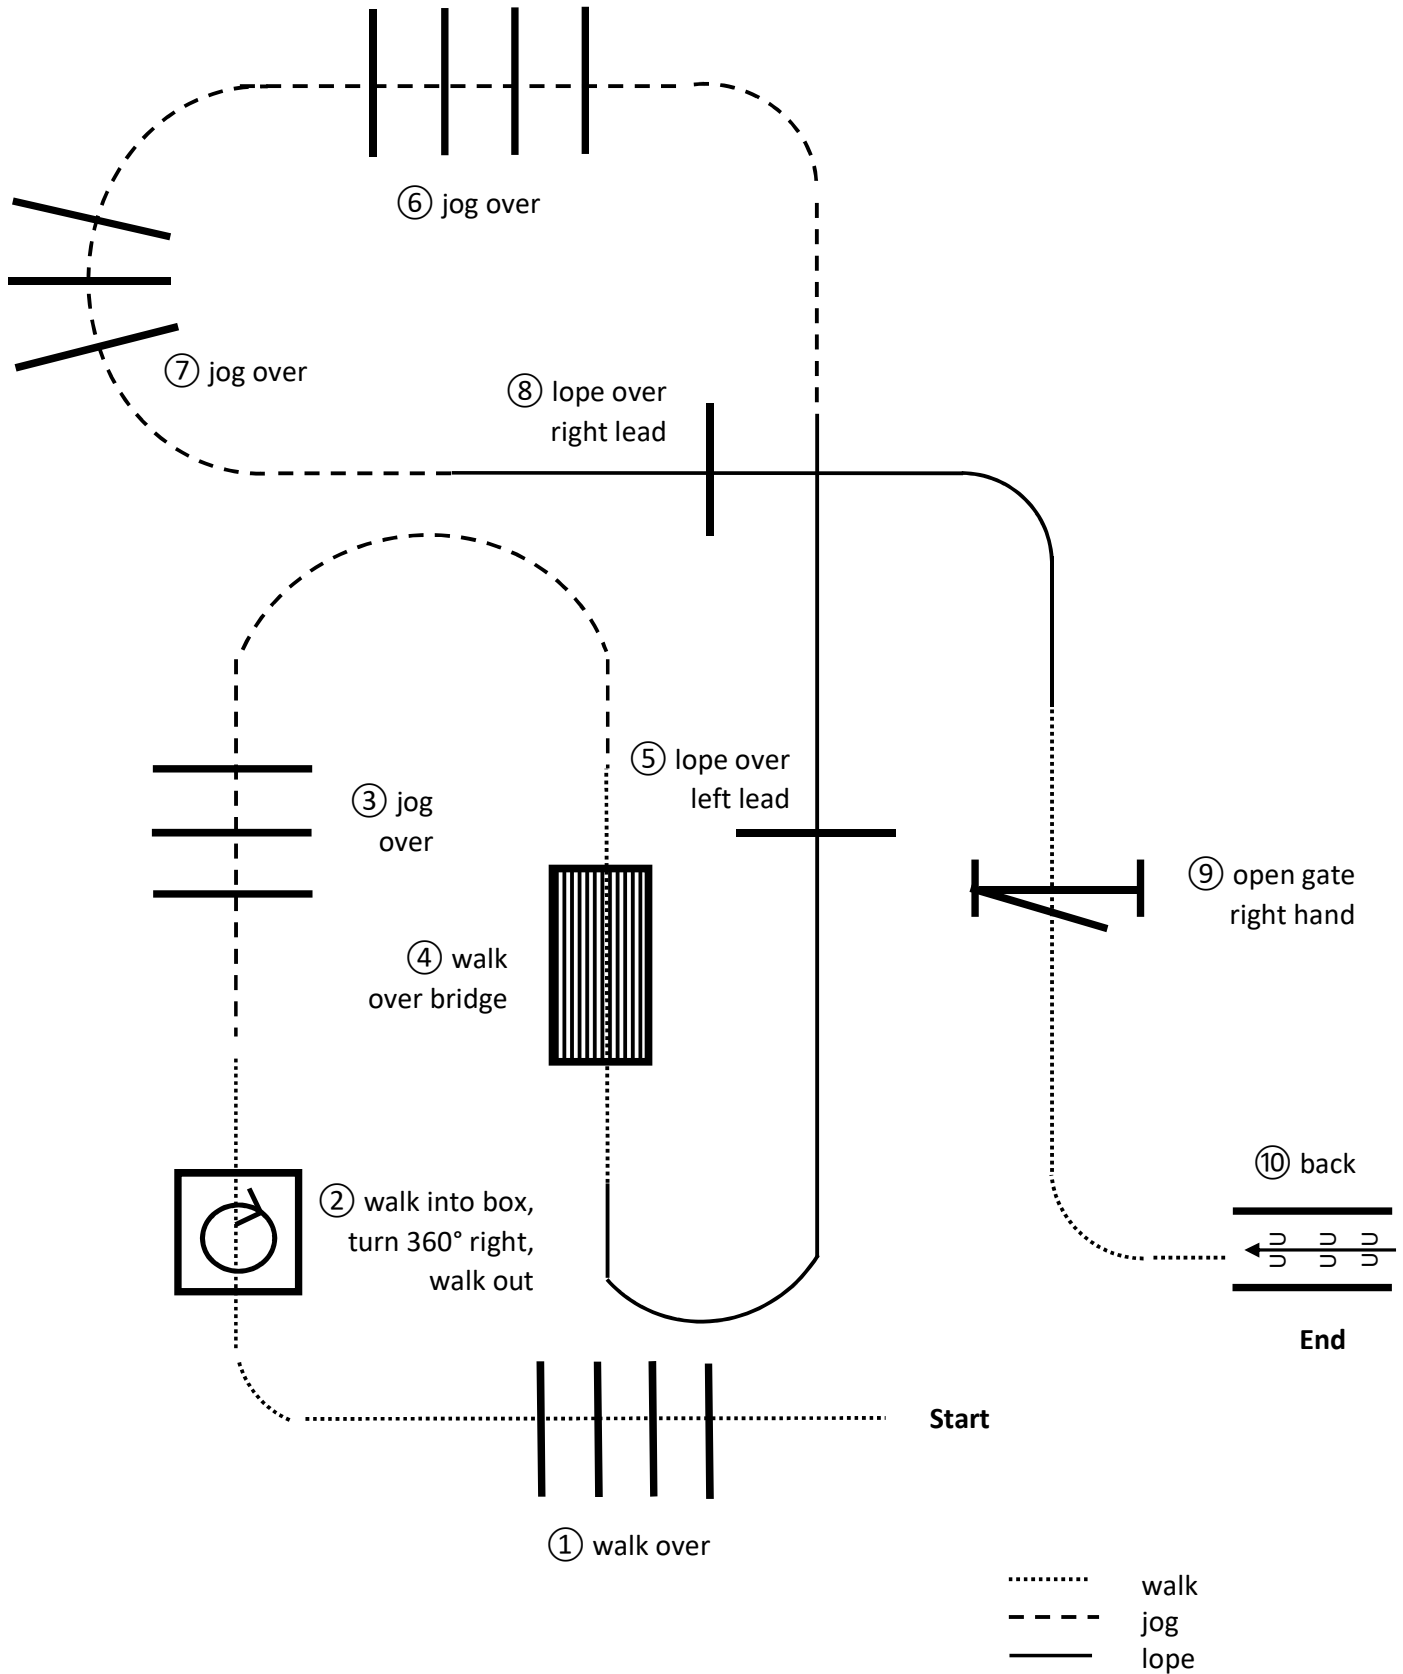 ⑥ jog over
⑦ jog over
⑧ lope over
right lead
⑤ lope over
left lead
③ jog
over
⑨ open gate
right hand
④ walk
over bridge
⑩ back
② walk into box,
turn 360° right,
walk out
End
Start
① walk over
walk
jog
lope